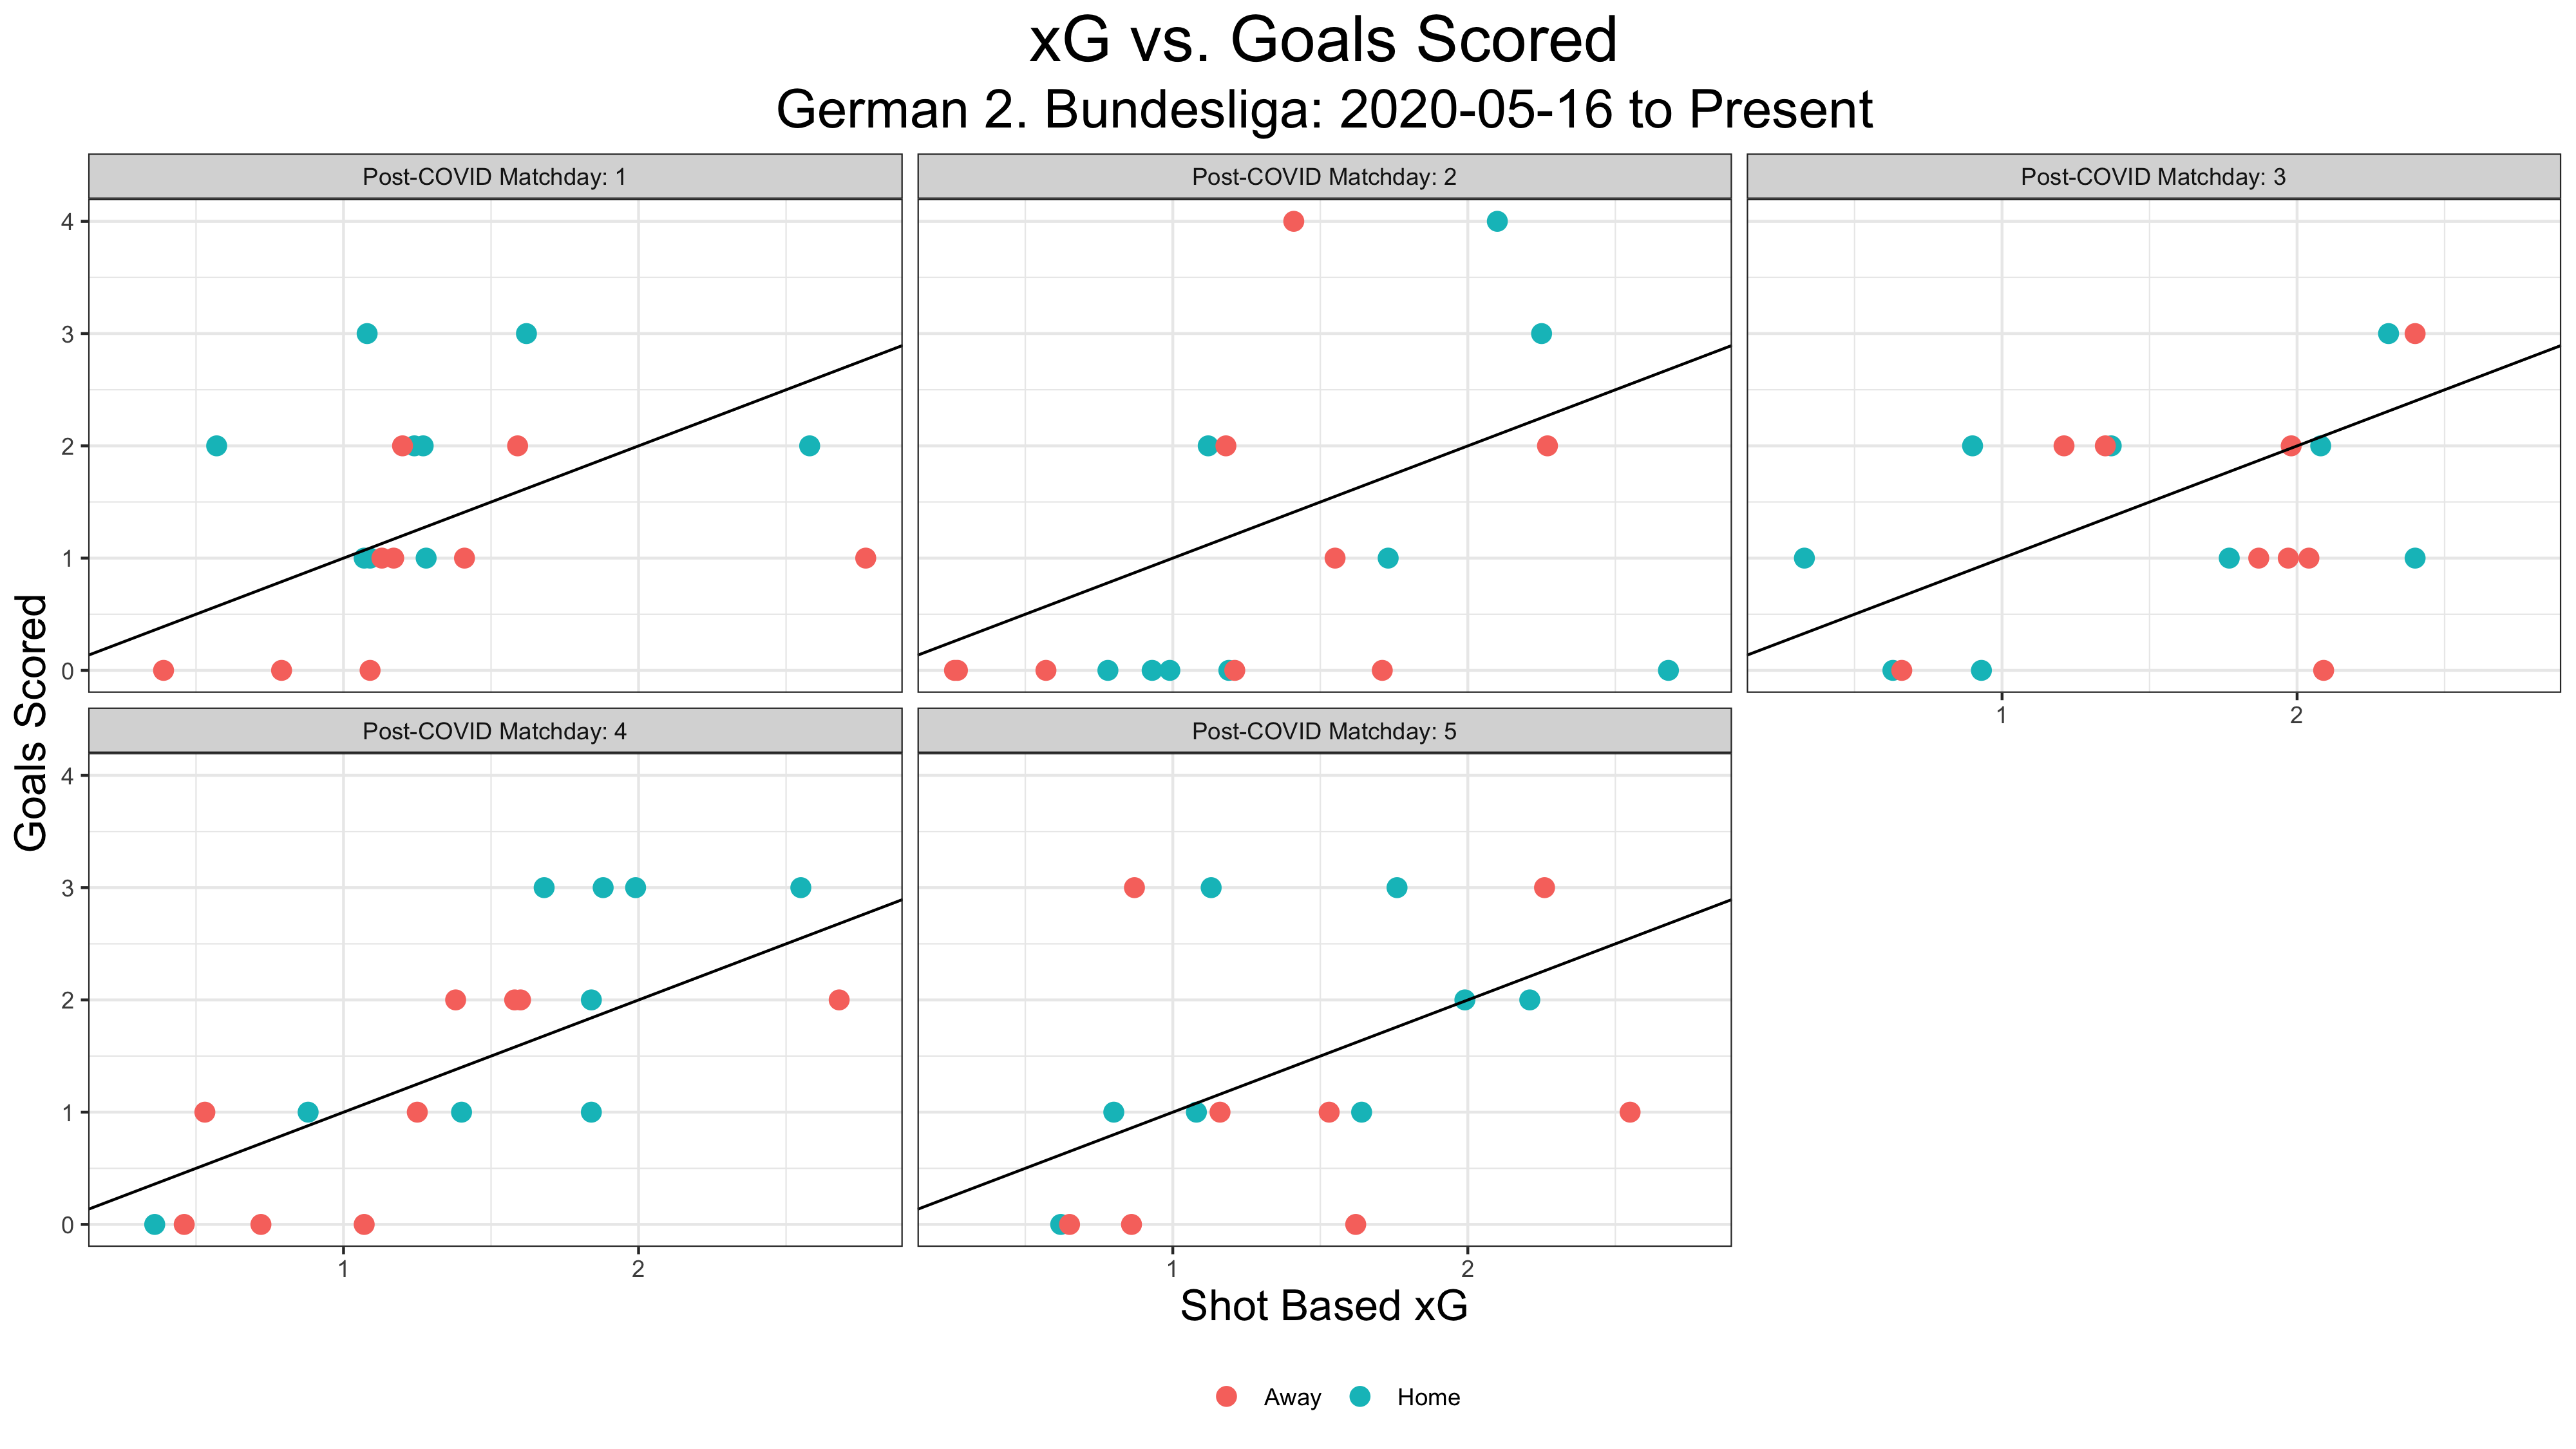 xG vs. Goals Scored
German 2. Bundesliga: 2020-05-16 to Present
Post-COVID Matchday: 1
Post-COVID Matchday: 2
Post-COVID Matchday: 3
4
3
2
1
0
1
2
Post-COVID Matchday: 4
Post-COVID Matchday: 5
4
3
2
1
0
1
2
1
2
Goals Scored
Shot Based xG
Away
Home